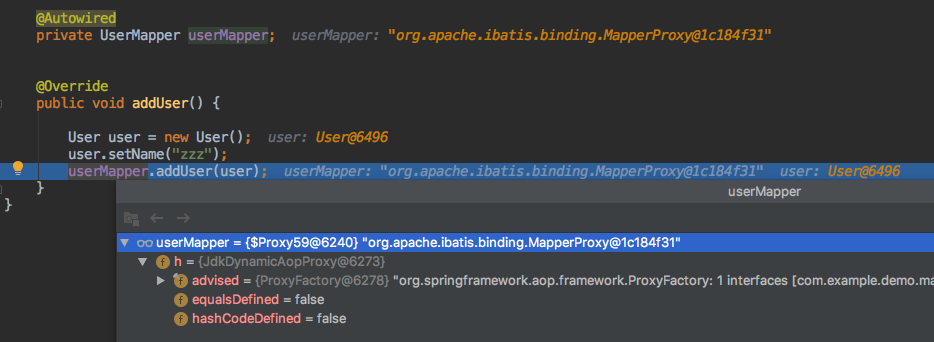 @Autowired
private UserMapper userMapper; userMapper: "org.apache.ibatis.binding.MapperProxy@1c184f31"
@Override
public void addUser() {
User user = new User(); user: User@6496
user.setName("zzz");
userMapper.addUser(user); userMapper: "org.apache.ibatis.binding.MapperProxy@1c184f31" user: User@6496
}
}
userMapper
userMapper = {$Proxy59@6240} "org.apache.ibatis.binding.MapperProxy@1c184f31"
f h = {JdkDynamicAopProxy@6273}
f advised = {ProxyFactory@6278} "org.springframework.aop.framework.ProxyFactory: 1 interfaces [com.example.demo.ma
f equalsDefined = false
f hashCodeDefined = false